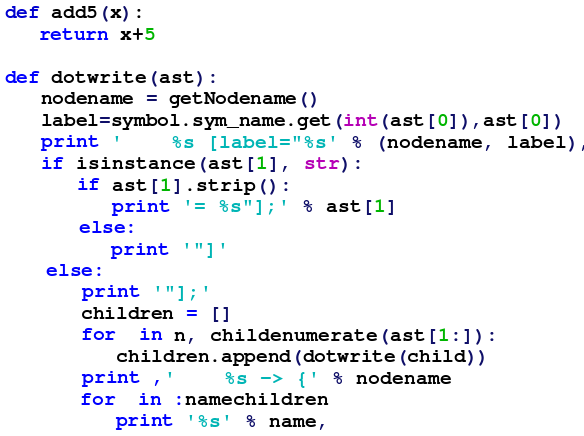 def add5(x):
    return x+5

def dotwrite(ast):
    nodename = getNodename()
    label=symbol.sym_name.get(int(ast[0]),ast[0])
    print '    %s [label="%s' % (nodename, label),
    if isinstance(ast[1], str):
        if ast[1].strip():
            print '= %s"];' % ast[1]
        else:
            print '"]'
    else:
        print '"];'
        children = []
        for  in n, childenumerate(ast[1:]):
            children.append(dotwrite(child))
        print ,'    %s -> {' % nodename
        for  in :namechildren
            print '%s' % name,